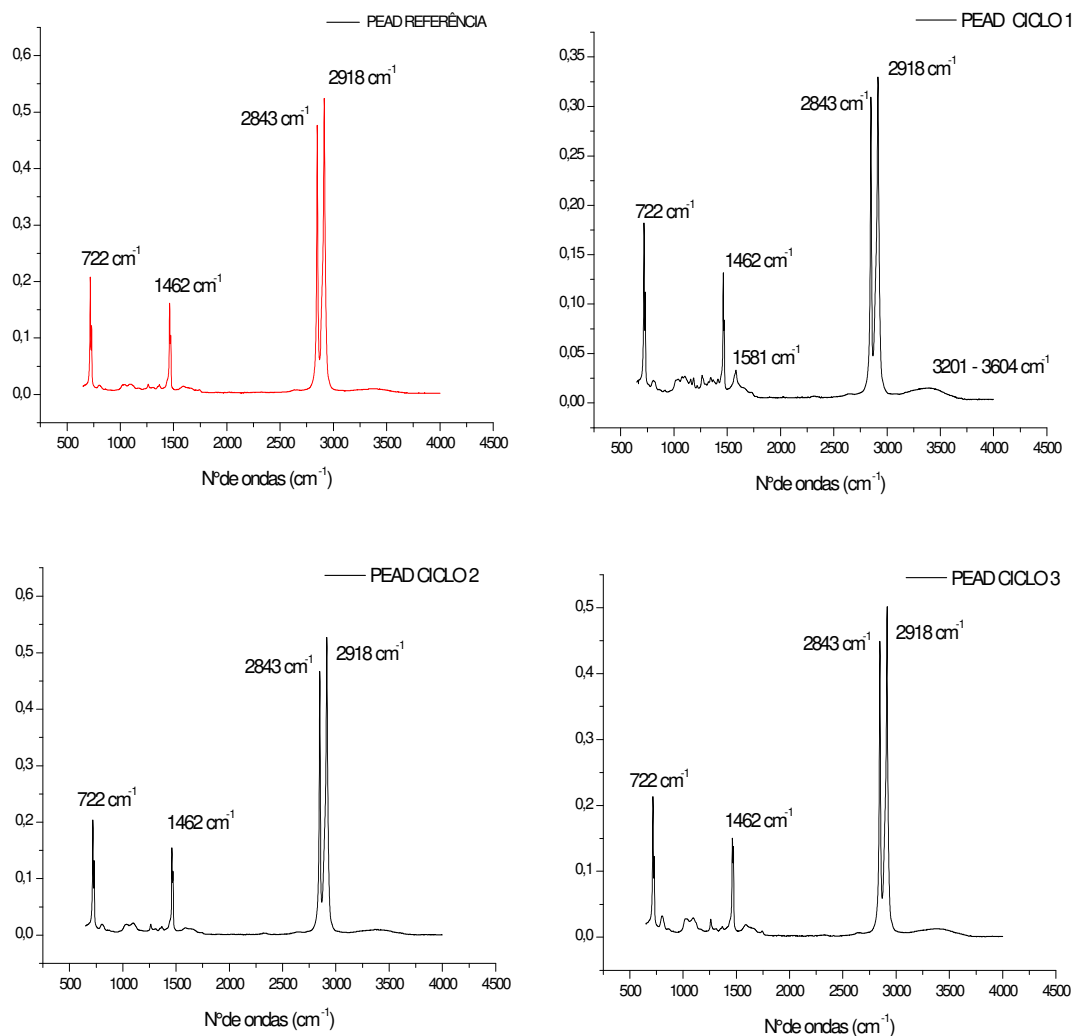 PEAD REFERÊNCIA
0,6
0,5
0,4
0,3
0,2
0,1
0,0
2918 cm⁻¹
2843 cm⁻¹
722 cm⁻¹
1462 cm⁻¹
500 1000 1500 2000 2500 3000 3500 4000 4500
N°de ondas (cm⁻¹)
PEAD CICLO 1
0,35
0,30
0,25
0,20
0,15
0,10
0,05
0,00
2918 cm⁻¹
2843 cm⁻¹
722 cm⁻¹
1462 cm⁻¹
1581 cm⁻¹
3201 - 3604 cm⁻¹
500 1000 1500 2000 2500 3000 3500 4000 4500
N°de ondas (cm⁻¹)
PEAD CICLO 2
0,6
0,5
0,4
0,3
0,2
0,1
0,0
2843 cm⁻¹
2918 cm⁻¹
722 cm⁻¹
1462 cm⁻¹
500 1000 1500 2000 2500 3000 3500 4000 4500
N°de ondas (cm⁻¹)
PEAD CICLO 3
0,5
0,4
0,3
0,2
0,1
0,0
2843 cm⁻¹
2918 cm⁻¹
722 cm⁻¹
1462 cm⁻¹
500 1000 1500 2000 2500 3000 3500 4000 4500
N°de ondas (cm⁻¹)